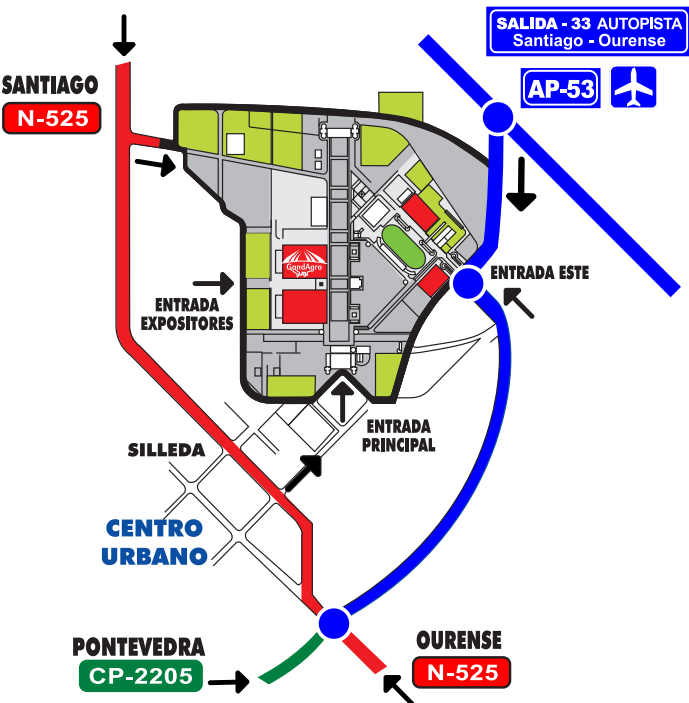 SALIDA - 33 AUTOPISTA
Santiago - Ourense
AP-53
SANTIAGO
N-525
GandAgro
ENTRADA ESTE
ENTRADA
EXPOSITORES
ENTRADA
PRINCIPAL
SILLEDA
CENTRO
URBANO
PONTEVEDRA
CP-2205
OURENSE
N-525